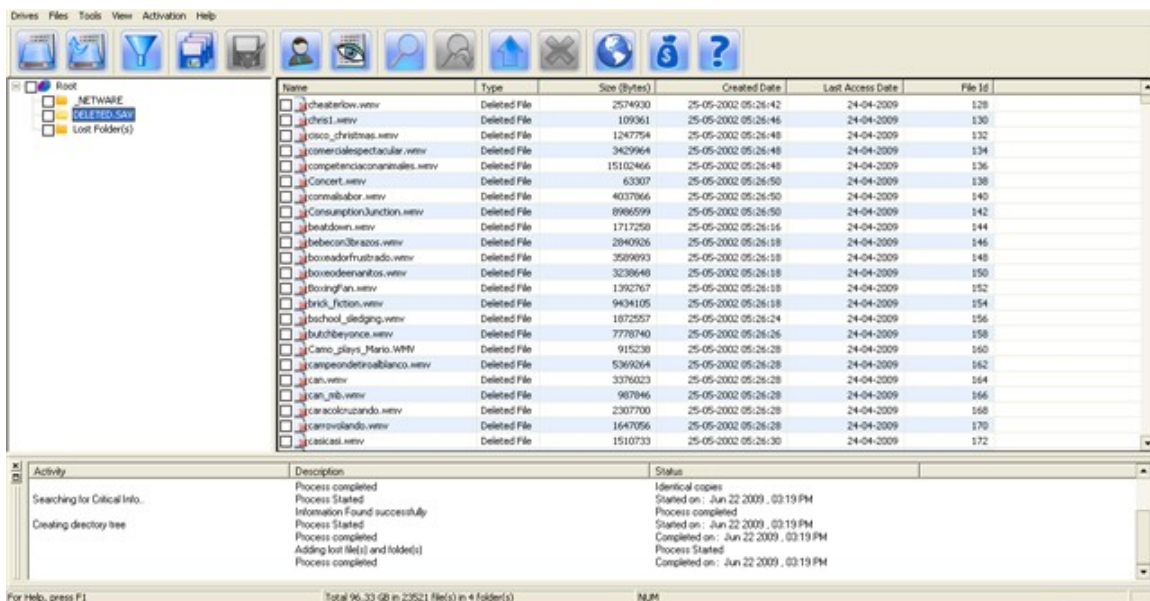 Drives Files Tools View Activation Help
Root
_NETWARE
DELETED.SAV
Lost Folder(s)
Name Type Size (Bytes) Created Date Last Access Date File Id
cheaterlow.wmv Deleted File 2574930 25-05-2002 05:26:42 24-04-2009 128
chris1.wmv Deleted File 109361 25-05-2002 05:26:46 24-04-2009 130
cisco_christmas.wmv Deleted File 1247754 25-05-2002 05:26:48 24-04-2009 132
comercialespectacular.wmv Deleted File 3429964 25-05-2002 05:26:48 24-04-2009 134
competenciaconanimales.wmv Deleted File 15102466 25-05-2002 05:26:48 24-04-2009 136
Concert.wmv Deleted File 63307 25-05-2002 05:26:50 24-04-2009 138
conmalsabor.wmv Deleted File 4037866 25-05-2002 05:26:50 24-04-2009 140
ConsumptionJunction.wmv Deleted File 8986599 25-05-2002 05:26:50 24-04-2009 142
beatdown.wmv Deleted File 1717258 25-05-2002 05:26:16 24-04-2009 144
bebecon3brazos.wmv Deleted File 2840926 25-05-2002 05:26:18 24-04-2009 146
boxeadorfrustrado.wmv Deleted File 3589893 25-05-2002 05:26:18 24-04-2009 148
boxeodeenanitos.wmv Deleted File 3238648 25-05-2002 05:26:18 24-04-2009 150
BoxingFan.wmv Deleted File 1392767 25-05-2002 05:26:18 24-04-2009 152
brick_fiction.wmv Deleted File 9434105 25-05-2002 05:26:18 24-04-2009 154
bschool_sledging.wmv Deleted File 1872557 25-05-2002 05:26:24 24-04-2009 156
butchbeyonce.wmv Deleted File 7778740 25-05-2002 05:26:26 24-04-2009 158
Camo_plays_Mario.WMV Deleted File 915238 25-05-2002 05:26:28 24-04-2009 160
campeondetiroalblanco.wmv Deleted File 5369264 25-05-2002 05:26:28 24-04-2009 162
can.wmv Deleted File 3376023 25-05-2002 05:26:28 24-04-2009 164
can_mb.wmv Deleted File 987846 25-05-2002 05:26:28 24-04-2009 166
caracolcruzando.wmv Deleted File 2307700 25-05-2002 05:26:28 24-04-2009 168
carrovolando.wmv Deleted File 1647056 25-05-2002 05:26:28 24-04-2009 170
casicasi.wmv Deleted File 1510733 25-05-2002 05:26:30 24-04-2009 172
Activity Description Status
Process completed Identical copies
Searching for Critical Info.. Process Started Started on : Jun 22 2009 , 03:19 PM
Information Found successfully Process completed
Creating directory tree Process Started Started on : Jun 22 2009 , 03:19 PM
Process completed Completed on : Jun 22 2009 , 03:19 PM
Adding lost file(s) and folder(s) Process Started
Process completed Completed on : Jun 22 2009 , 03:19 PM
For Help, press F1 Total 96.33 GB in 23521 file(s) in 4 folder(s) NUM